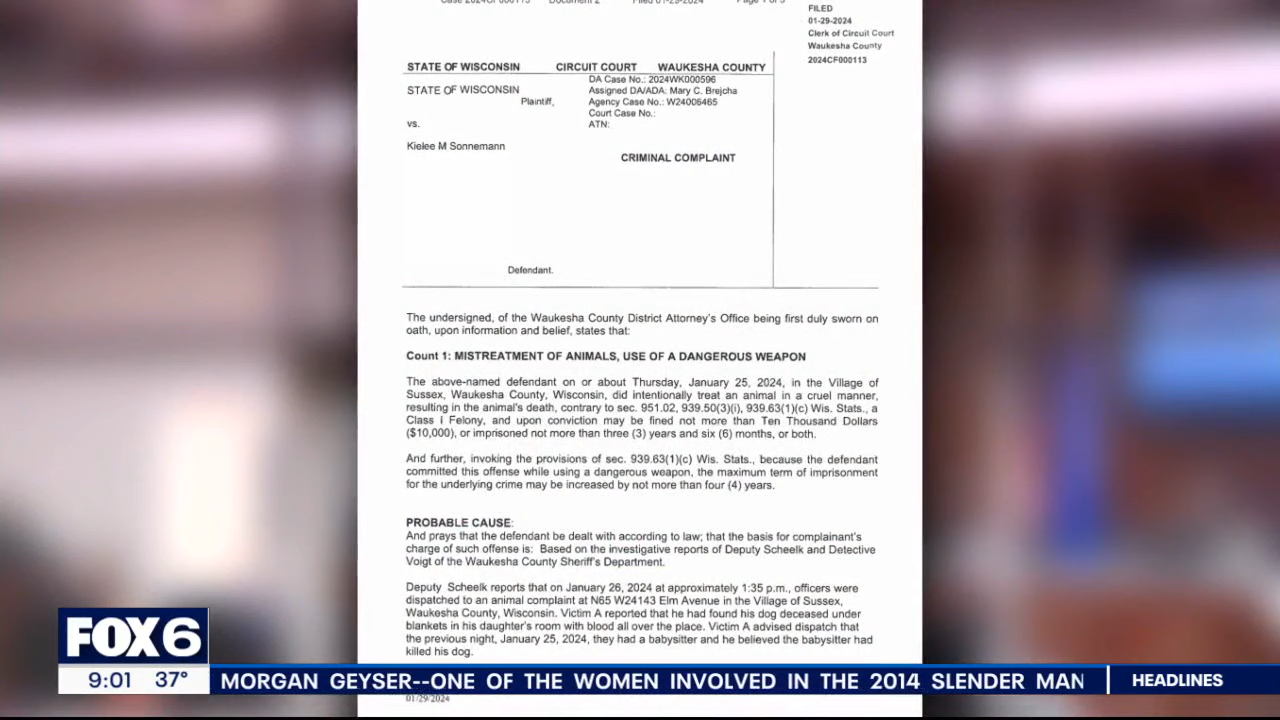 Case 2024CF000113 Document 2 Filed 01-29-2024 Page 1 of 3
FILED
01-29-2024
Clerk of Circuit Court
Waukesha County
2024CF000113
STATE OF WISCONSIN CIRCUIT COURT WAUKESHA COUNTY
DA Case No.: 2024WK000596
STATE OF WISCONSIN Assigned DA/ADA: Mary C. Brejcha
Plaintiff, Agency Case No.: W24006465
Court Case No.:
vs. ATN:
Kielee M Sonnemann
CRIMINAL COMPLAINT
Defendant.
The undersigned, of the Waukesha County District Attorney's Office being first duly sworn on
oath, upon information and belief, states that:
Count 1: MISTREATMENT OF ANIMALS, USE OF A DANGEROUS WEAPON
The above-named defendant on or about Thursday, January 25, 2024, in the Village of
Sussex, Waukesha County, Wisconsin, did intentionally treat an animal in a cruel manner,
resulting in the animal's death, contrary to sec. 951.02, 939.50(3)(i), 939.63(1)(c) Wis. Stats., a
Class I Felony, and upon conviction may be fined not more than Ten Thousand Dollars
($10,000), or imprisoned not more than three (3) years and six (6) months, or both.
And further, invoking the provisions of sec. 939.63(1)(c) Wis. Stats., because the defendant
committed this offense while using a dangerous weapon, the maximum term of imprisonment
for the underlying crime may be increased by not more than four (4) years.
PROBABLE CAUSE:
And prays that the defendant be dealt with according to law; that the basis for complainant's
charge of such offense is: Based on the investigative reports of Deputy Scheelk and Detective
Voigt of the Waukesha County Sheriff's Department.
Deputy Scheelk reports that on January 26, 2024 at approximately 1:35 p.m., officers were
dispatched to an animal complaint at N65 W24143 Elm Avenue in the Village of Sussex,
Waukesha County, Wisconsin. Victim A reported that he had found his dog deceased under
blankets in his daughter's room with blood all over the place. Victim A advised dispatch that
the previous night, January 25, 2024, they had a babysitter and he believed the babysitter had
killed his dog.
FOX6
9:01 37° MORGAN GEYSER--ONE OF THE WOMEN INVOLVED IN THE 2014 SLENDER MAN HEADLINES
01/29/2024